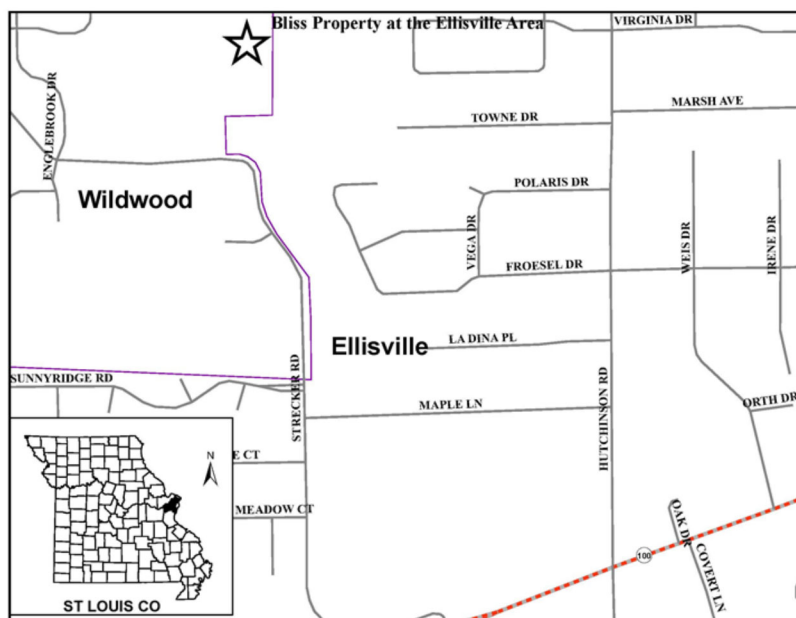 Bliss Property at the Ellisville Area
VIRGINIA DR
ENGLEBROOK DR
MARSH AVE
TOWNE DR
POLARIS DR
Wildwood
VEGA DR
WEIS DR
IRENE DR
FROESEL DR
LA DINA PL
Ellisville
SUNNYRIDGE RD
STRECKER RD
HUTCHINSON RD
MAPLE LN
ORTH DR
E CT
N
MEADOW CT
OAK DR
COVERT LN
100
ST LOUIS CO